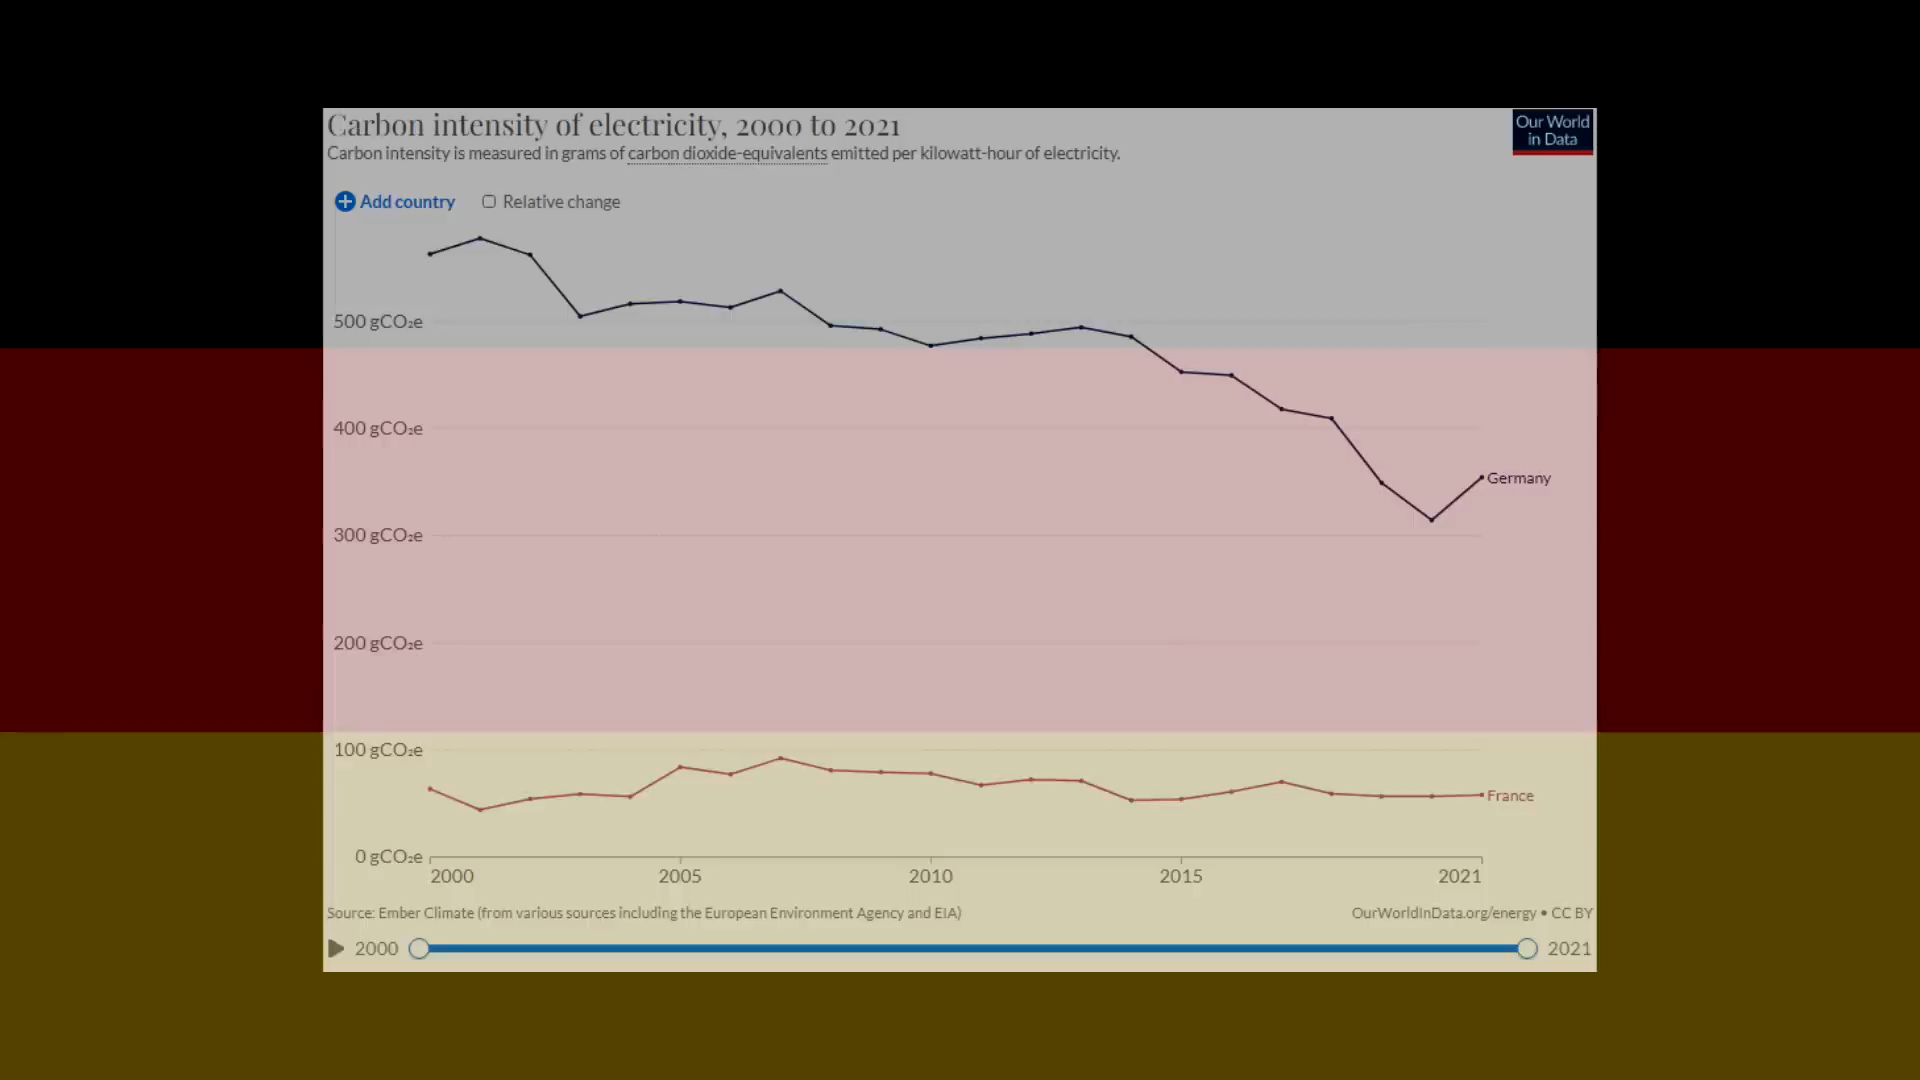 Carbon intensity of electricity, 2000 to 2021
Our World
in Data
Carbon intensity is measured in grams of carbon dioxide-equivalents emitted per kilowatt-hour of electricity.
Add country
Relative change
500 gCO₂e
400 gCO₂e
Germany
300 gCO₂e
200 gCO₂e
100 gCO₂e
France
0 gCO₂e
2000 2005 2010 2015 2021
Source: Ember Climate (from various sources including the European Environment Agency and EIA)
OurWorldInData.org/energy • CC BY
2000
2021